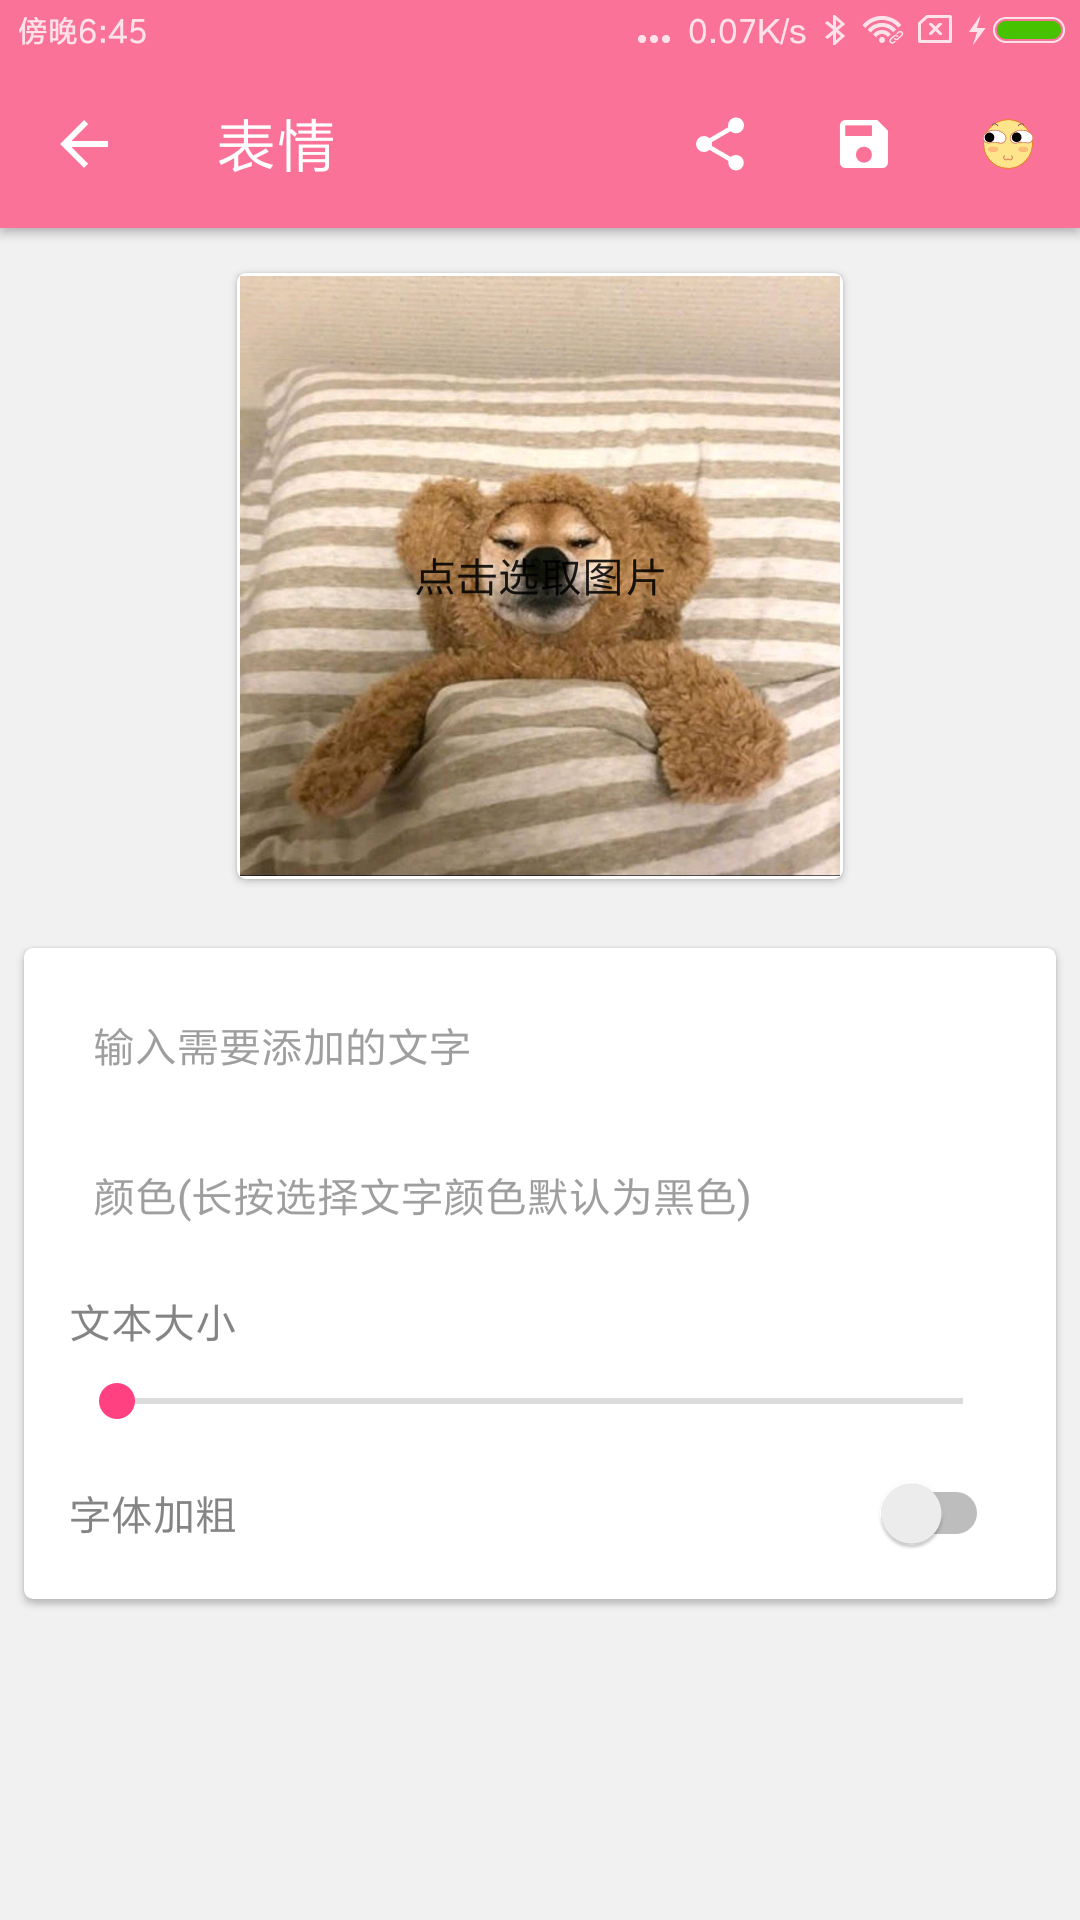 傍晚6:45
... 0.07K/s
表情
点击选取图片
输入需要添加的文字
颜色(长按选择文字颜色默认为黑色)
文本大小
字体加粗